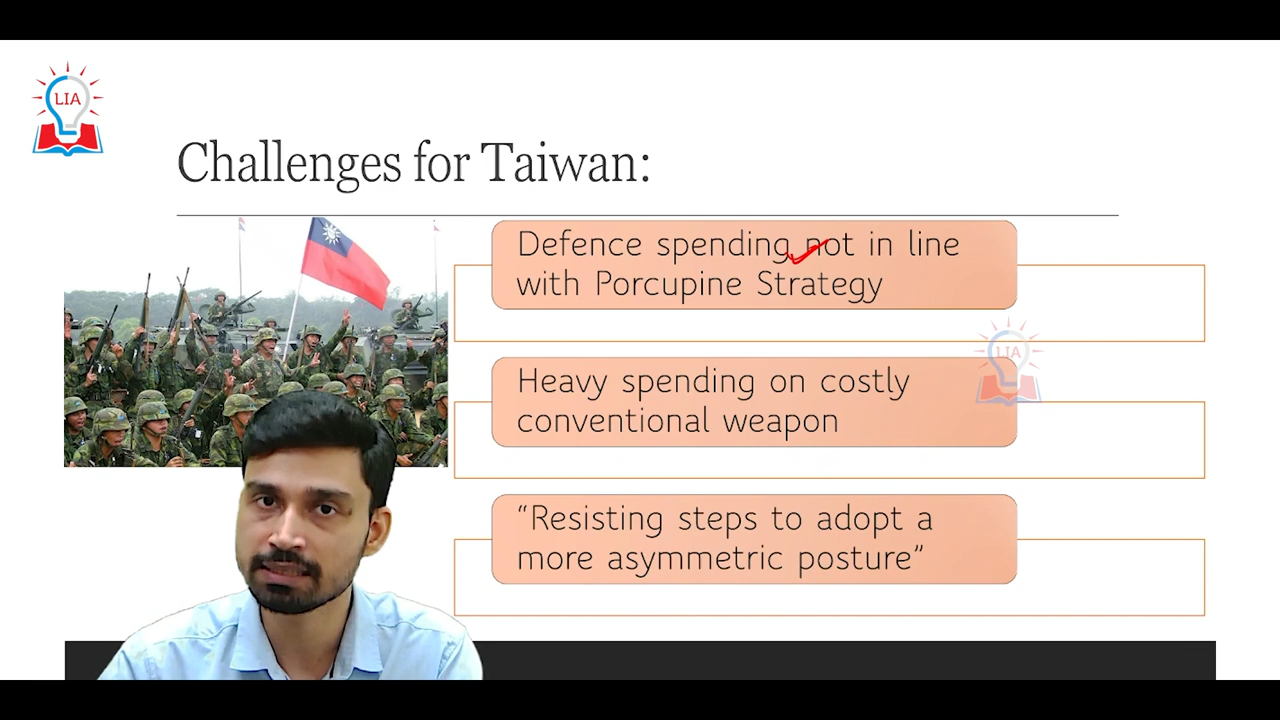 LIA
Challenges for Taiwan:
Defence spending not in line
with Porcupine Strategy
LIA
Heavy spending on costly
conventional weapon
“Resisting steps to adopt a
more asymmetric posture”